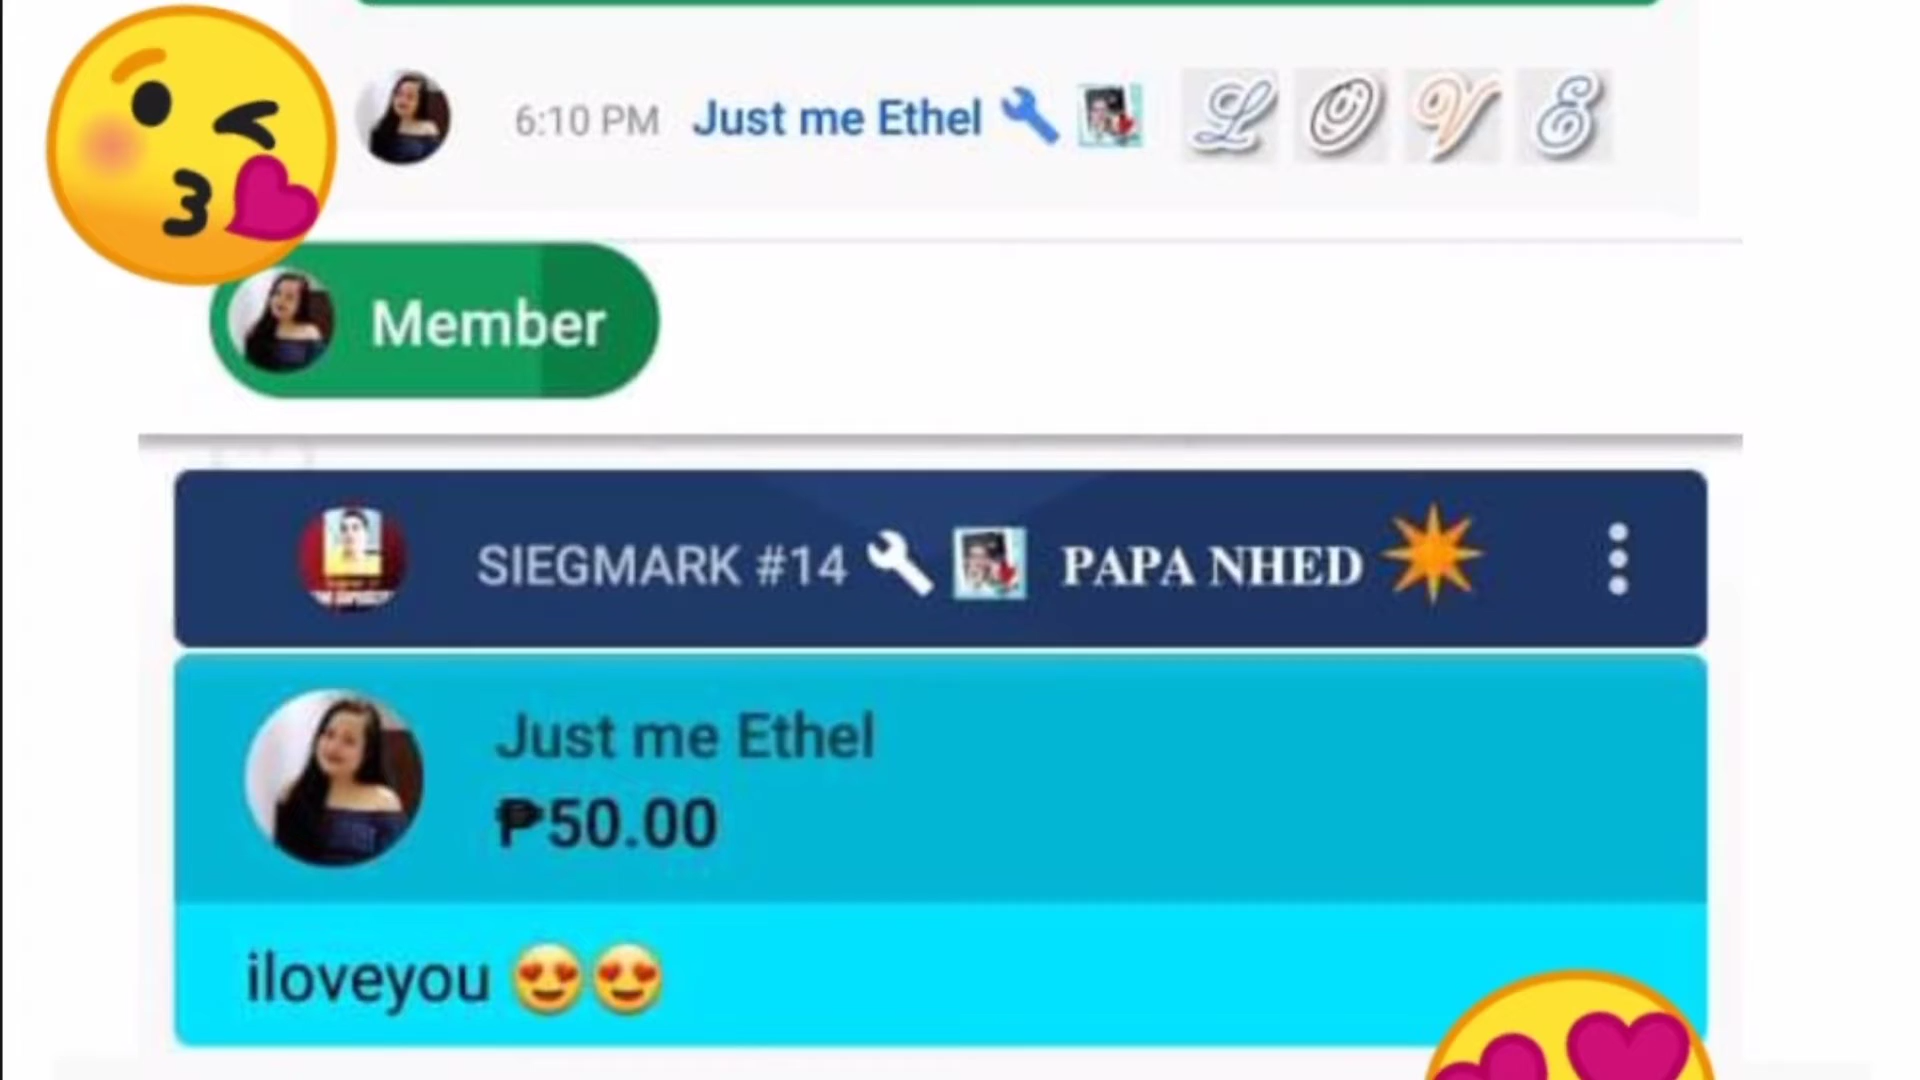 6:10 PM Just me Ethel L O V E
Member
SIEGMARK #14 PAPA NHED
Just me Ethel
₱50.00
iloveyou 😍😍